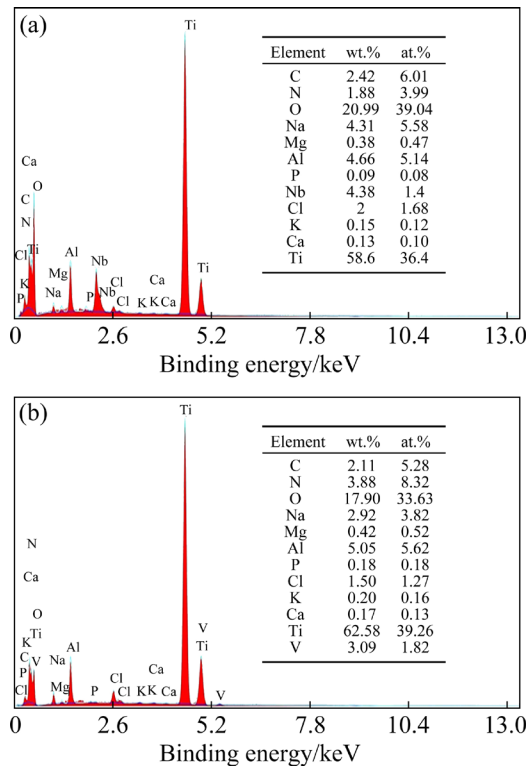 (a)
Ti
Element wt.% at.%
C 2.42 6.01
N 1.88 3.99
O 20.99 39.04
Na 4.31 5.58
Mg 0.38 0.47
Al 4.66 5.14
P 0.09 0.08
Nb 4.38 1.4
Cl 2 1.68
K 0.15 0.12
Ca 0.13 0.10
Ti 58.6 36.4
Ca
O
C
N
Cl Ti
K
P
Na
Mg
Al
P
Nb
Nb
Cl
Cl
K
Ca
K Ca
Ti
0 2.6 5.2 7.8 10.4 13.0
Binding energy/keV
(b)
Ti
Element wt.% at.%
C 2.11 5.28
N 3.88 8.32
O 17.90 33.63
Na 2.92 3.82
Mg 0.42 0.52
Al 5.05 5.62
P 0.18 0.18
Cl 1.50 1.27
K 0.20 0.16
Ca 0.17 0.13
Ti 62.58 39.26
V 3.09 1.82
N
Ca
O
Ti
K
C V
P
Cl
Na
Mg
Al
P
Cl
Cl
K
Ca
K Ca
V
Ti
V
0 2.6 5.2 7.8 10.4 13.0
Binding energy/keV